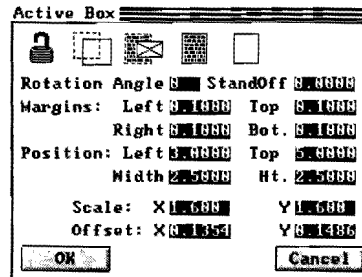 Active Box
Rotation Angle 0 StandOff 0.0000
Margins: Left 0.1000 Top 0.1000
Right 0.1000 Bot. 0.1000
Position: Left 3.0000 Top 5.0000
Width 2.5000 Ht. 2.5000
Scale: X 1.600 Y 1.600
Offset: X 0.1354 Y 0.1486
OK Cancel